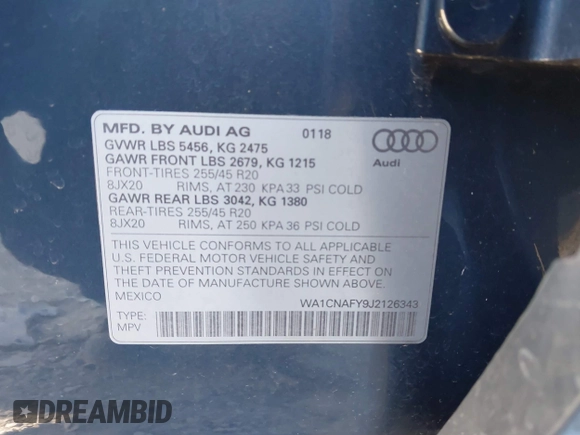 MFD. BY AUDI AG 0118
GVWR LBS 5456, KG 2475
GAWR FRONT LBS 2679, KG 1215
FRONT-TIRES 255/45 R20
8JX20 RIMS, AT 230 KPA 33 PSI COLD
GAWR REAR LBS 3042, KG 1380
REAR-TIRES 255/45 R20
8JX20 RIMS, AT 250 KPA 36 PSI COLD
Audi
THIS VEHICLE CONFORMS TO ALL APPLICABLE
U.S. FEDERAL MOTOR VEHICLE SAFETY AND
THEFT PREVENTION STANDARDS IN EFFECT ON
THE DATE OF MANUFACTURE SHOWN ABOVE.
MEXICO WA1CNAFY9J2126343
TYPE:
MPV
DREAMBID